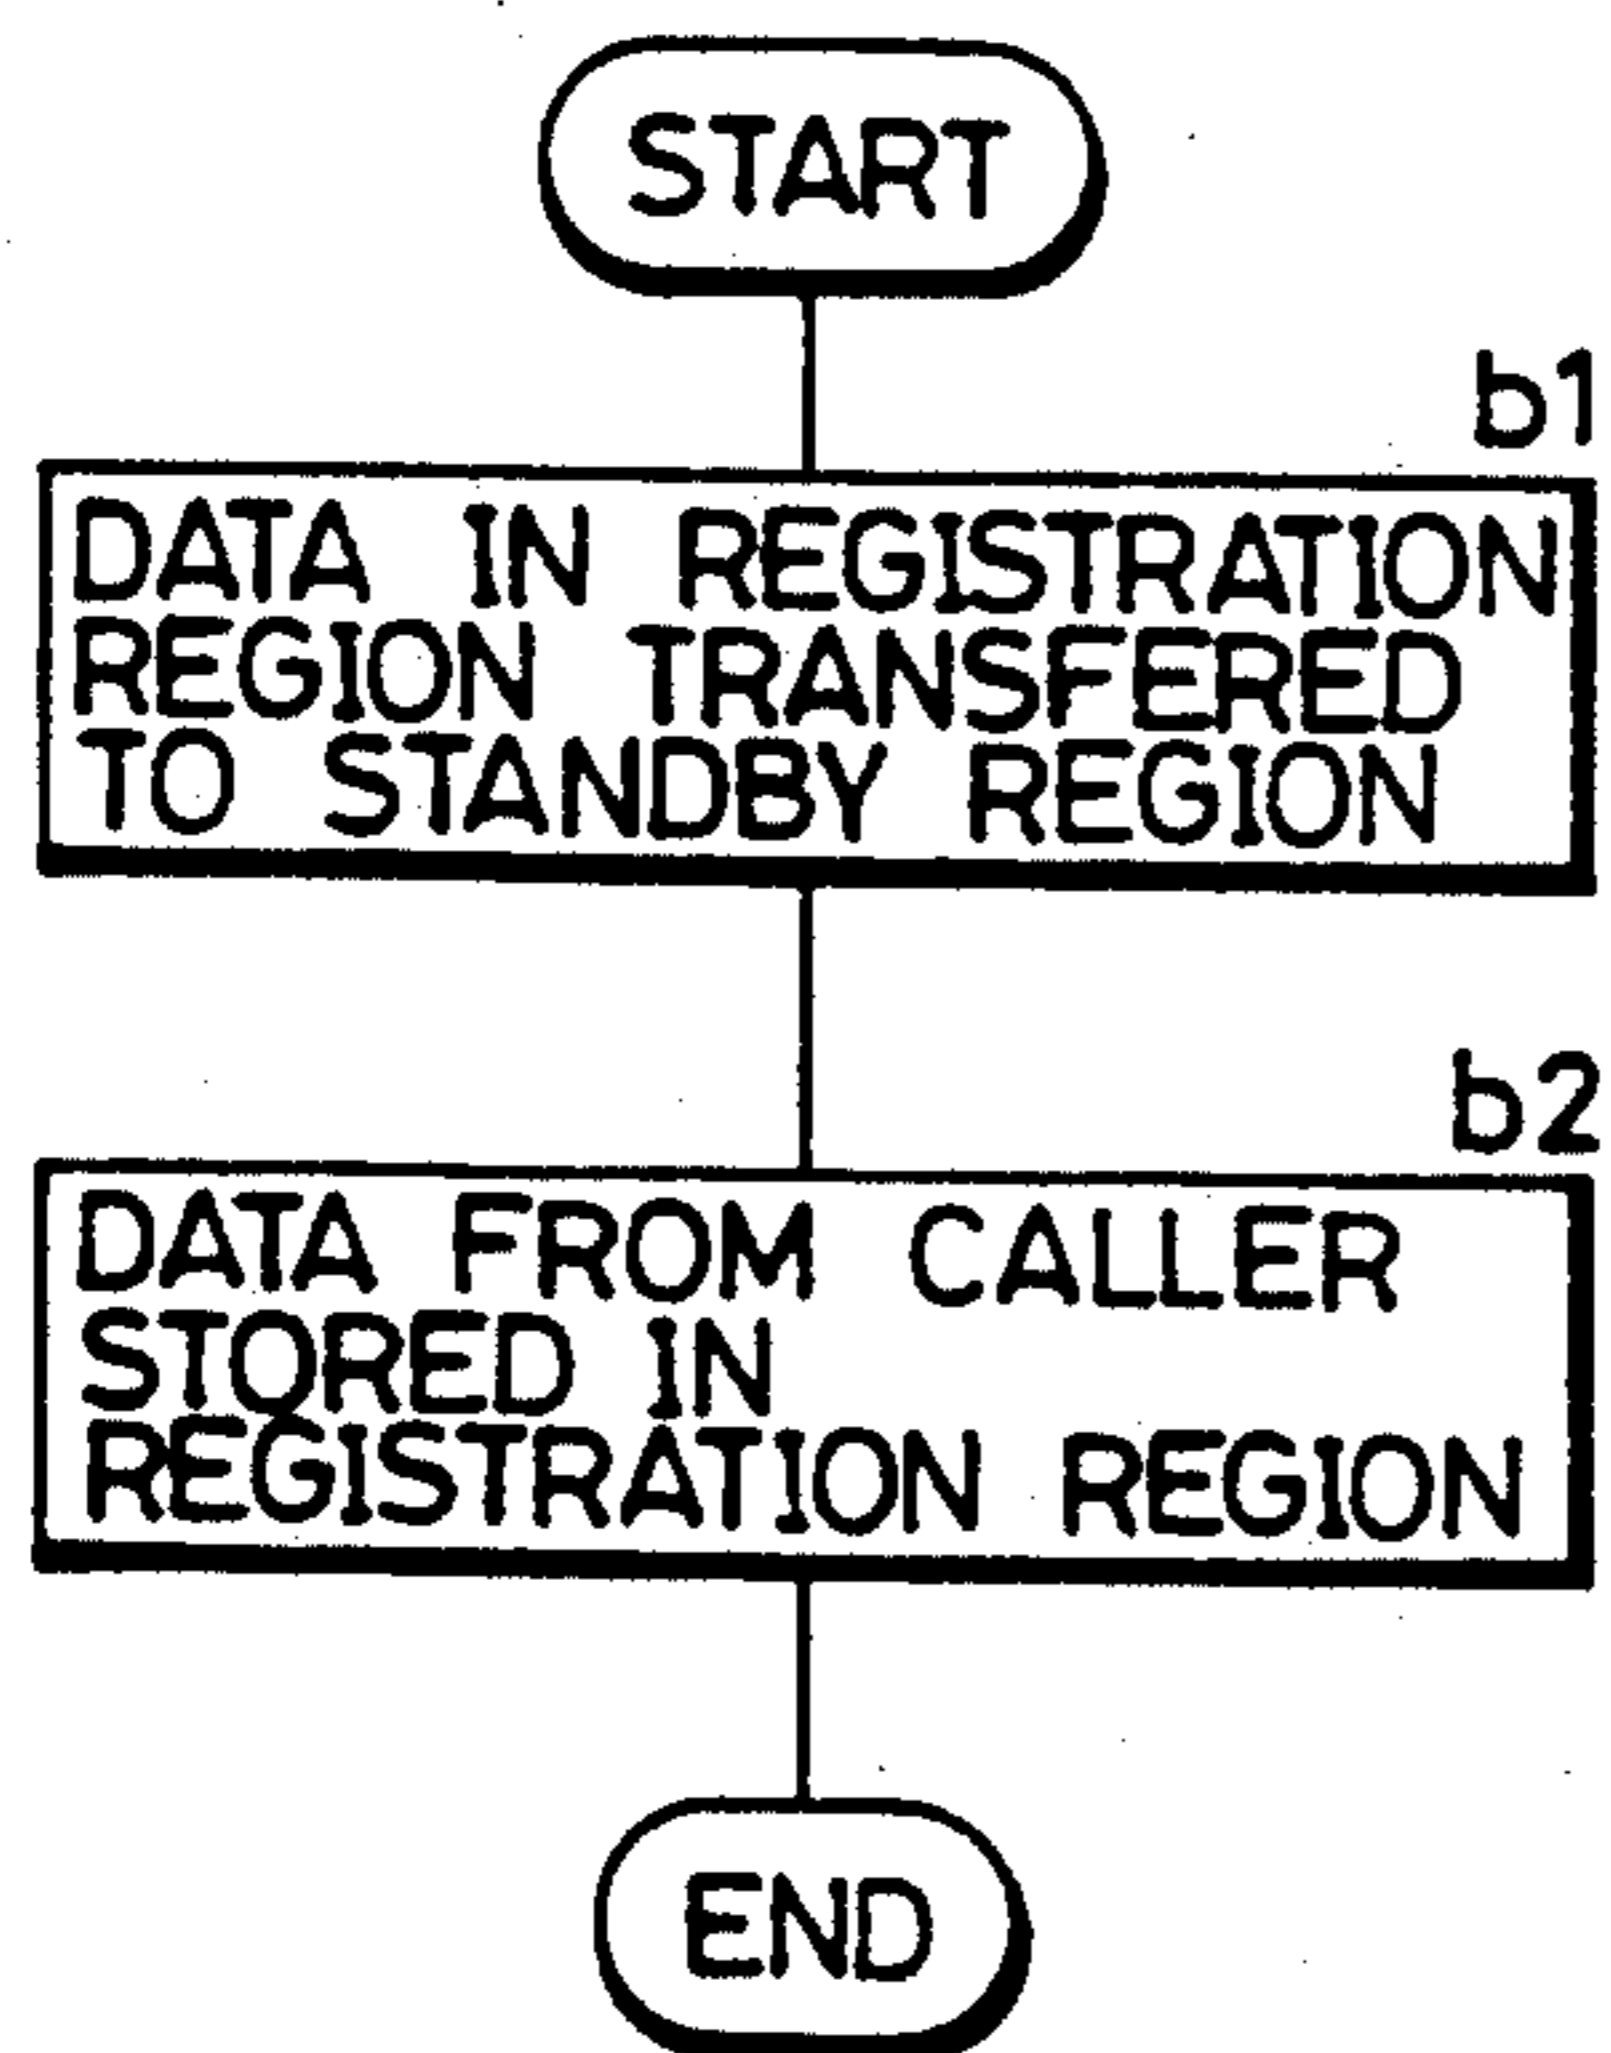 START
b1
DATA IN REGISTRATION
REGION TRANSFERED
TO STANDBY REGION
b2
DATA FROM CALLER
STORED IN
REGISTRATION REGION
END